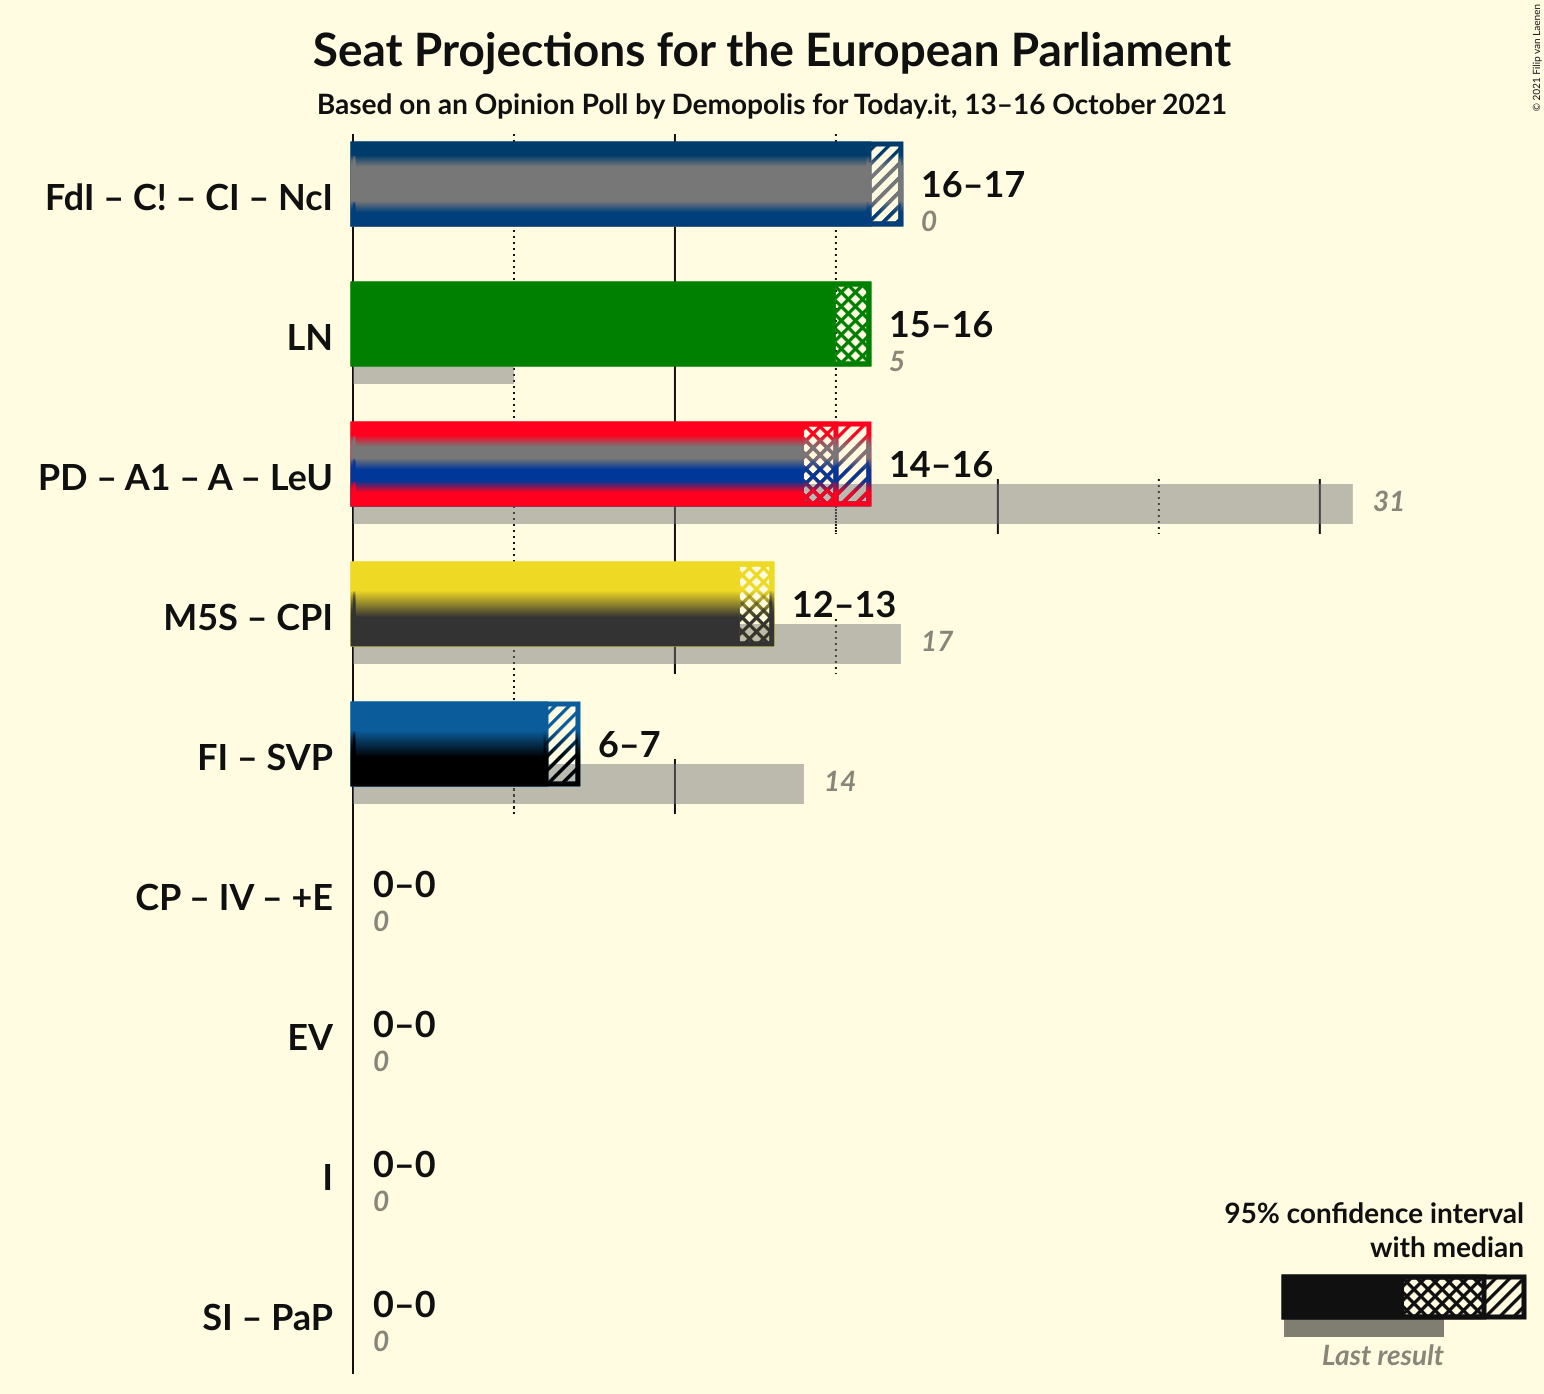 Seat Projections for the European Parliament
Based on an Opinion Poll by Demopolis for Today.it, 13–16 October 2021
© 2021 Filip van Laenen
FdI – C! – CI – NcI
16–17
0
LN
15–16
5
PD – A1 – A – LeU
14–16
31
M5S – CPI
12–13
17
FI – SVP
6–7
14
CP – IV – +E
0–0
0
EV
0–0
0
I
0–0
0
SI – PaP
0–0
0
95% confidence interval
with median
Last result